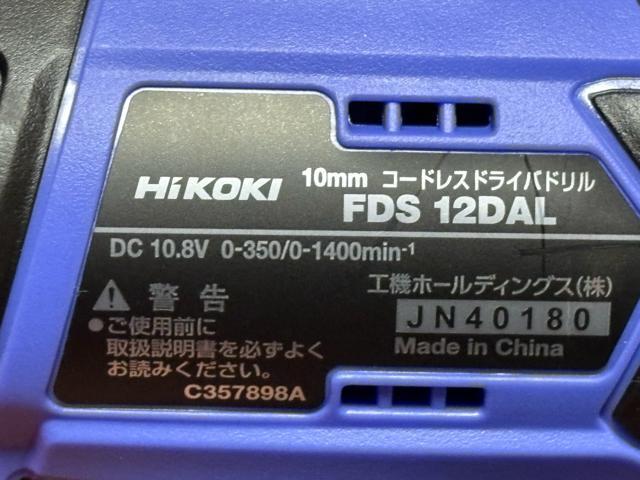 HiKOKI 10mm コードレスドライバドリル
FDS 12DAL
DC 10.8V 0-350/0-1400min-1
警告
工機ホールディングス(株)
●ご使用前に
取扱説明書を必ずよく
お読みください。
JN40180
Made in China
C357898A